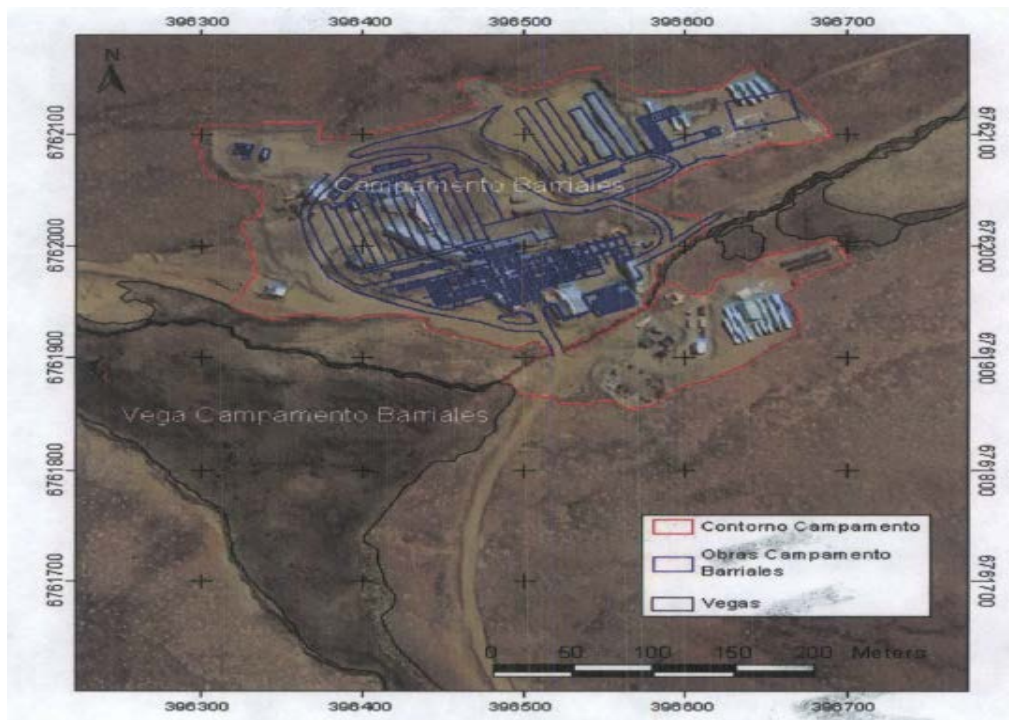 396300 396400 396500 396600 396700
N
6762100 6762100
Campamento Barriales
6762000 6762000
6761900 6761900
Vega Campamento Barriales
6761800 6761800
Contorno Campamento
Obras Campamento
Barriales
6761700 6761700
Vegas
0 50 100 150 200 Meters
396300 396400 396500 396600 396700